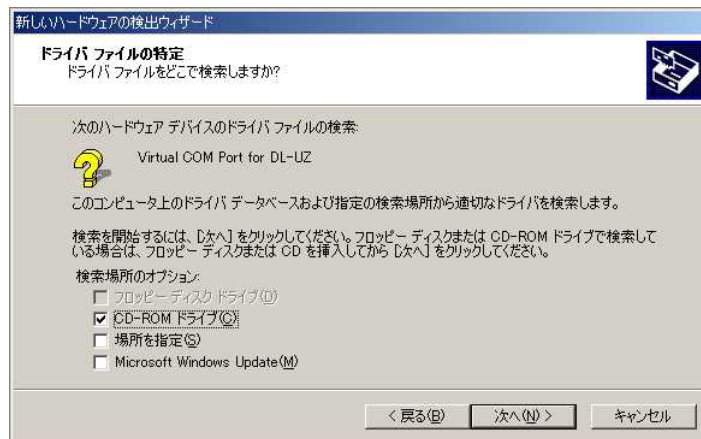 新しいハードウェアの検出ウィザード
ドライバ ファイルの特定
ドライバ ファイルをどこで検索しますか?
次のハードウェア デバイスのドライバ ファイルの検索:
Virtual COM Port for DL-UZ
このコンピュータ上のドライバ データベースおよび指定の検索場所から適切なドライバを検索します。
検索を開始するには、[次へ] をクリックしてください。フロッピー ディスクまたは CD-ROM ドライブで検索して
いる場合は、フロッピー ディスクまたは CD を挿入してから [次へ] をクリックしてください。
検索場所のオプション:
フロッピー ディスク ドライブ(D)
CD-ROM ドライブ(C)
場所を指定(S)
Microsoft Windows Update(M)
< 戻る(B) 次へ(N) > キャンセル